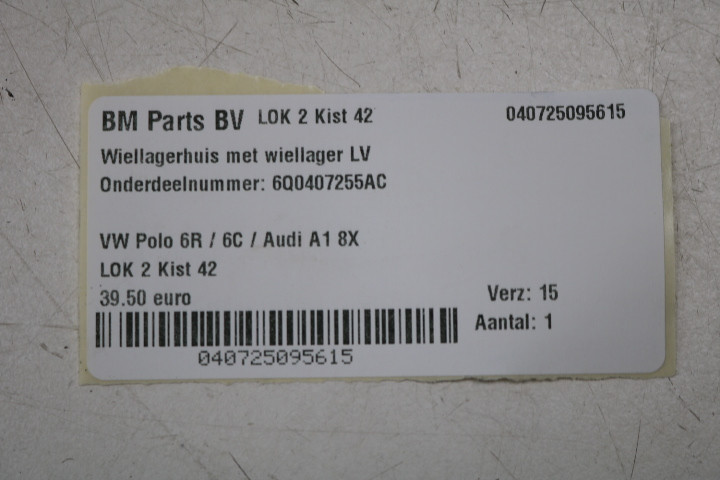 BM Parts BV LOK 2 Kist 42 040725095615
Wiellagerhuis met wiellager LV
Onderdeelnummer: 6Q0407255AC
VW Polo 6R / 6C / Audi A1 8X
LOK 2 Kist 42
39.50 euro Verz: 15
Aantal: 1
040725095615